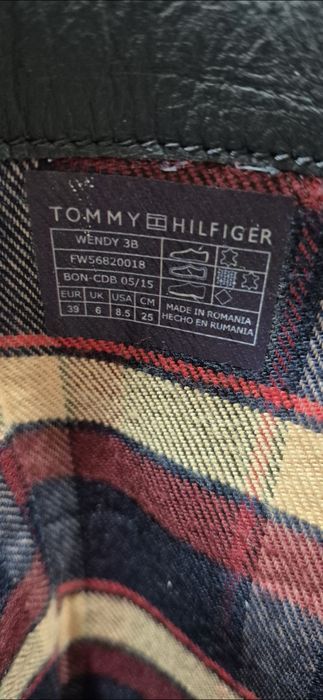 TOMMY HILFIGER
WENDY 3B
FW56820018
BON-CDB 05/15
EUR UK USA CM
39 6 8.5 25
MADE IN ROMANIA
HECHO EN RUMANIA